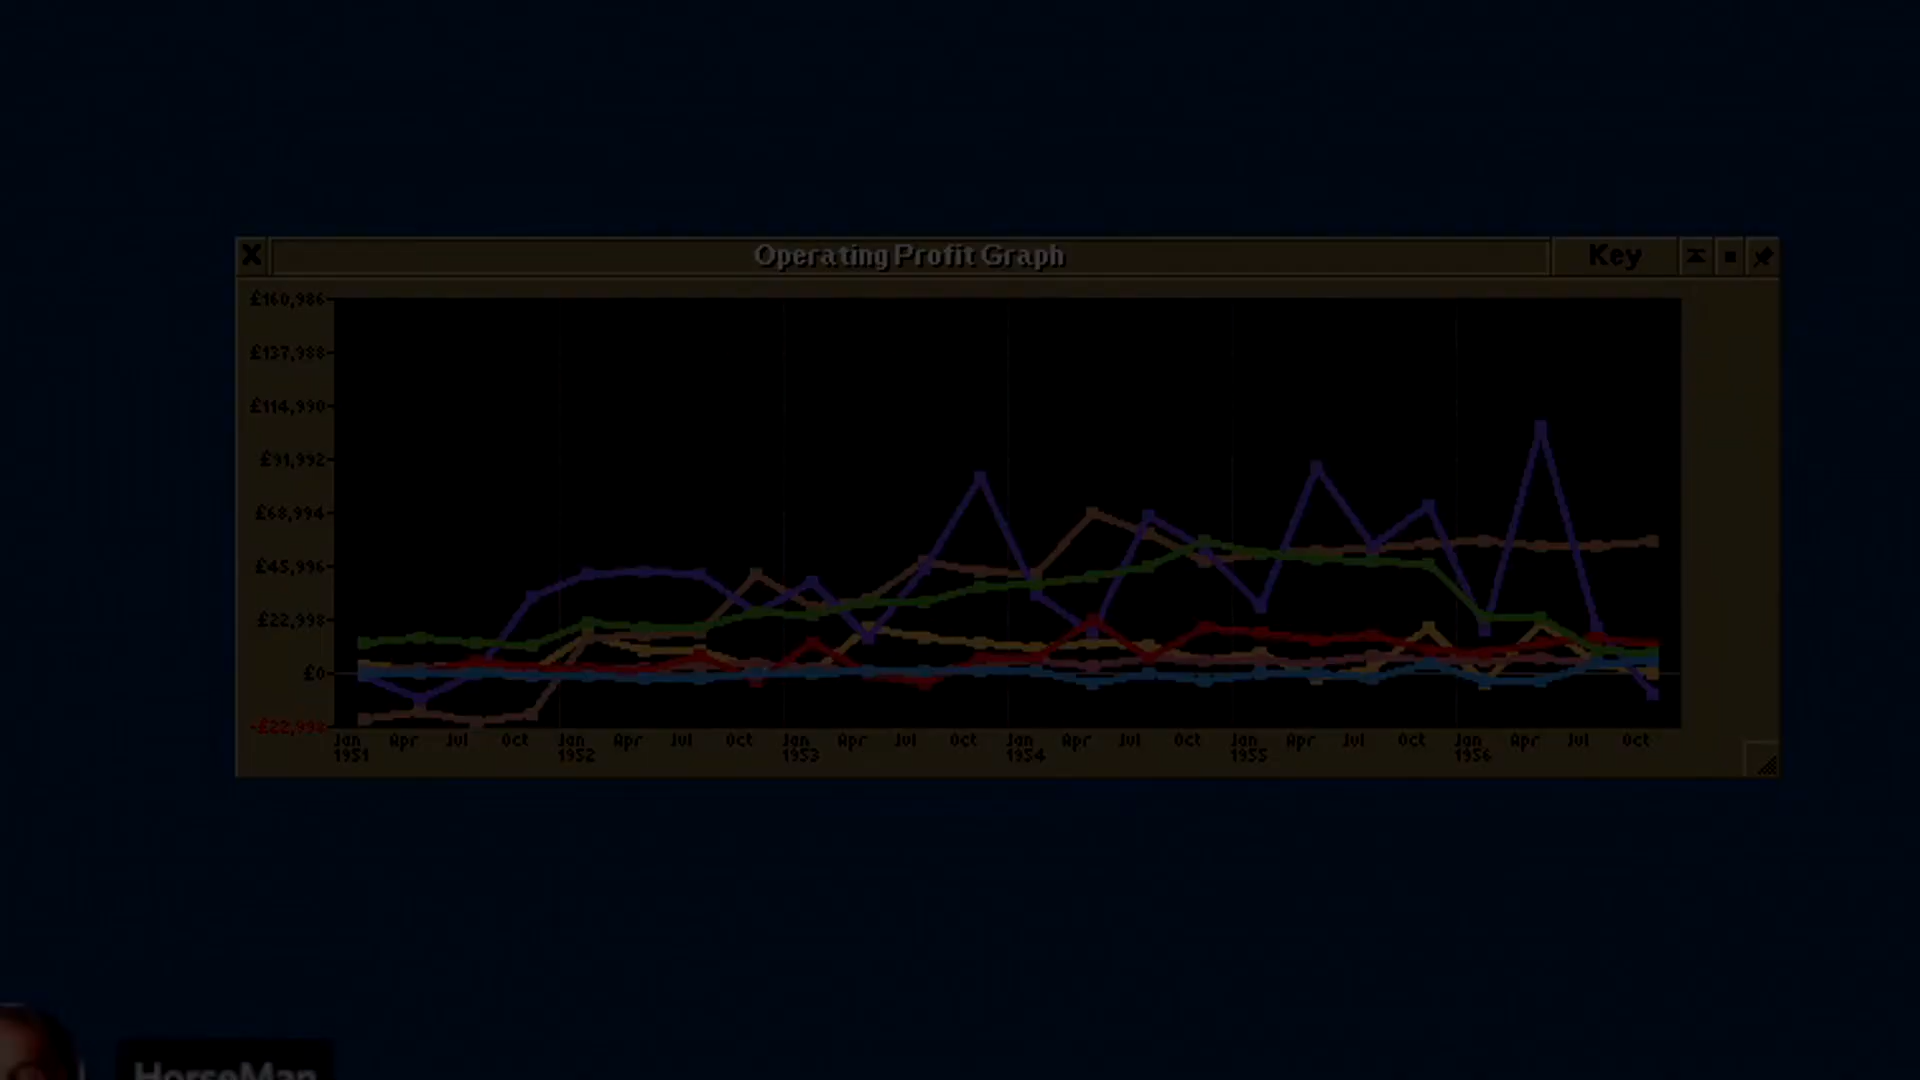 X Operating Profit Graph Key
£160,986
£137,988
£114,990
£91,992
£68,994
£45,996
£22,998
£0
-£22,998
Jan Apr Jul Oct Jan Apr Jul Oct Jan Apr Jul Oct Jan Apr Jul Oct Jan Apr Jul Oct Jan Apr Jul Oct
1951 1952 1953 1954 1955 1956
HorseMan